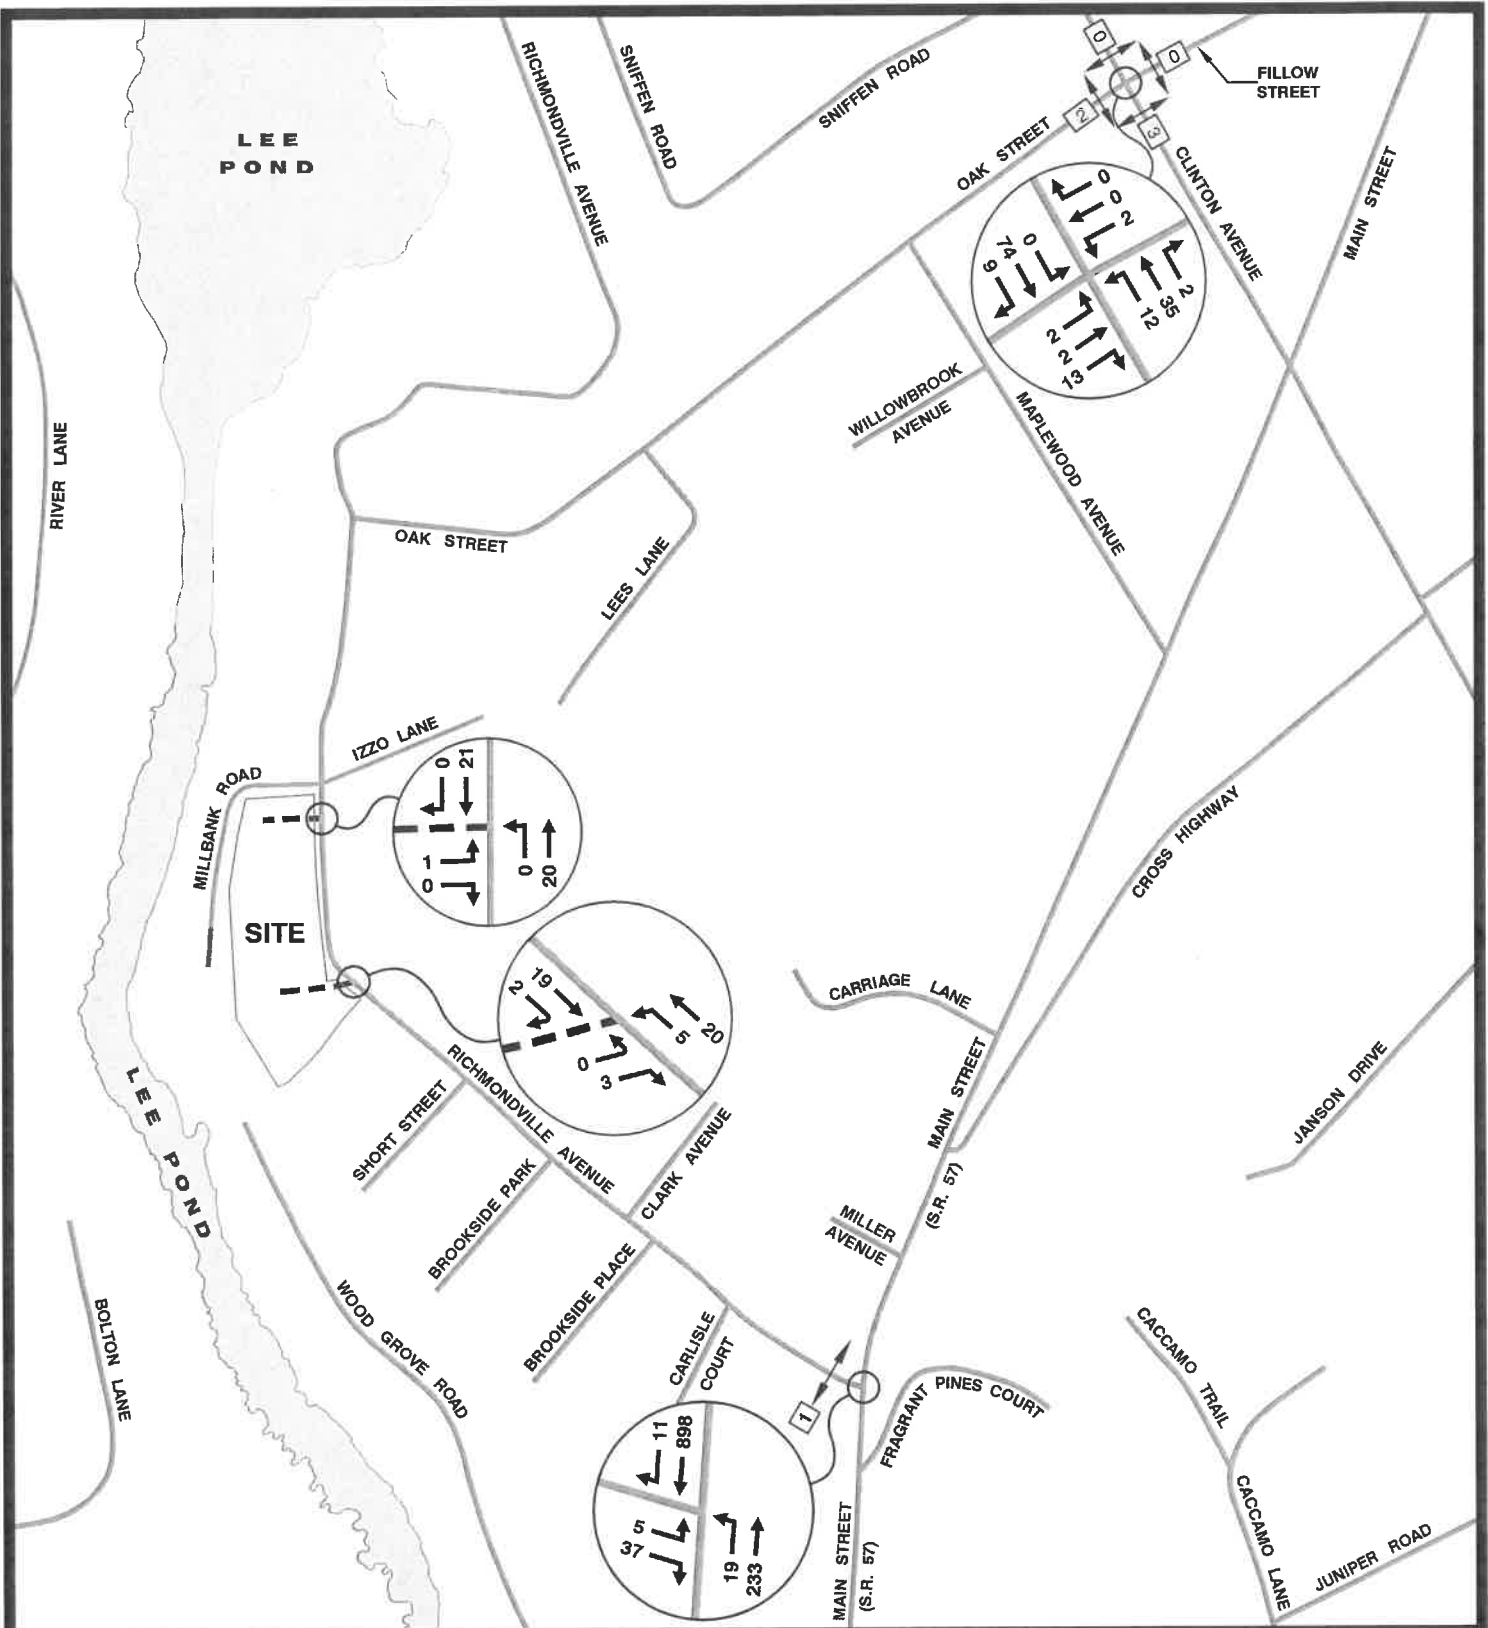 LEE
POND
RICHMONDVILLE AVENUE
SNIFFEN ROAD
SNIFFEN ROAD
0
0
FILLOW
STREET
2
3
OAK STREET
CLINTON AVENUE
MAIN STREET
0
0
2
0
74
9
2
35
12
2
2
13
WILLOWBROOK
AVENUE
MAPLEWOOD AVENUE
RIVER LANE
OAK STREET
LEES LANE
IZZO LANE
MILLBANK ROAD
0
21
1
0
0
20
CROSS HIGHWAY
SITE
19
2
20
5
0
3
CARRIAGE LANE
MAIN STREET
(S.R. 57)
JANSON DRIVE
LEE POND
RICHMONDVILLE AVENUE
SHORT STREET
BROOKSIDE PARK
CLARK AVENUE
BROOKSIDE PLACE
MILLER
AVENUE
BOLTON LANE
WOOD GROVE ROAD
CARLISLE
COURT
1
FRAGRANT PINES COURT
CACCAMO TRAIL
11
898
5
37
19
233
MAIN STREET
(S.R. 57)
CACCAMO LANE
JUNIPER ROAD